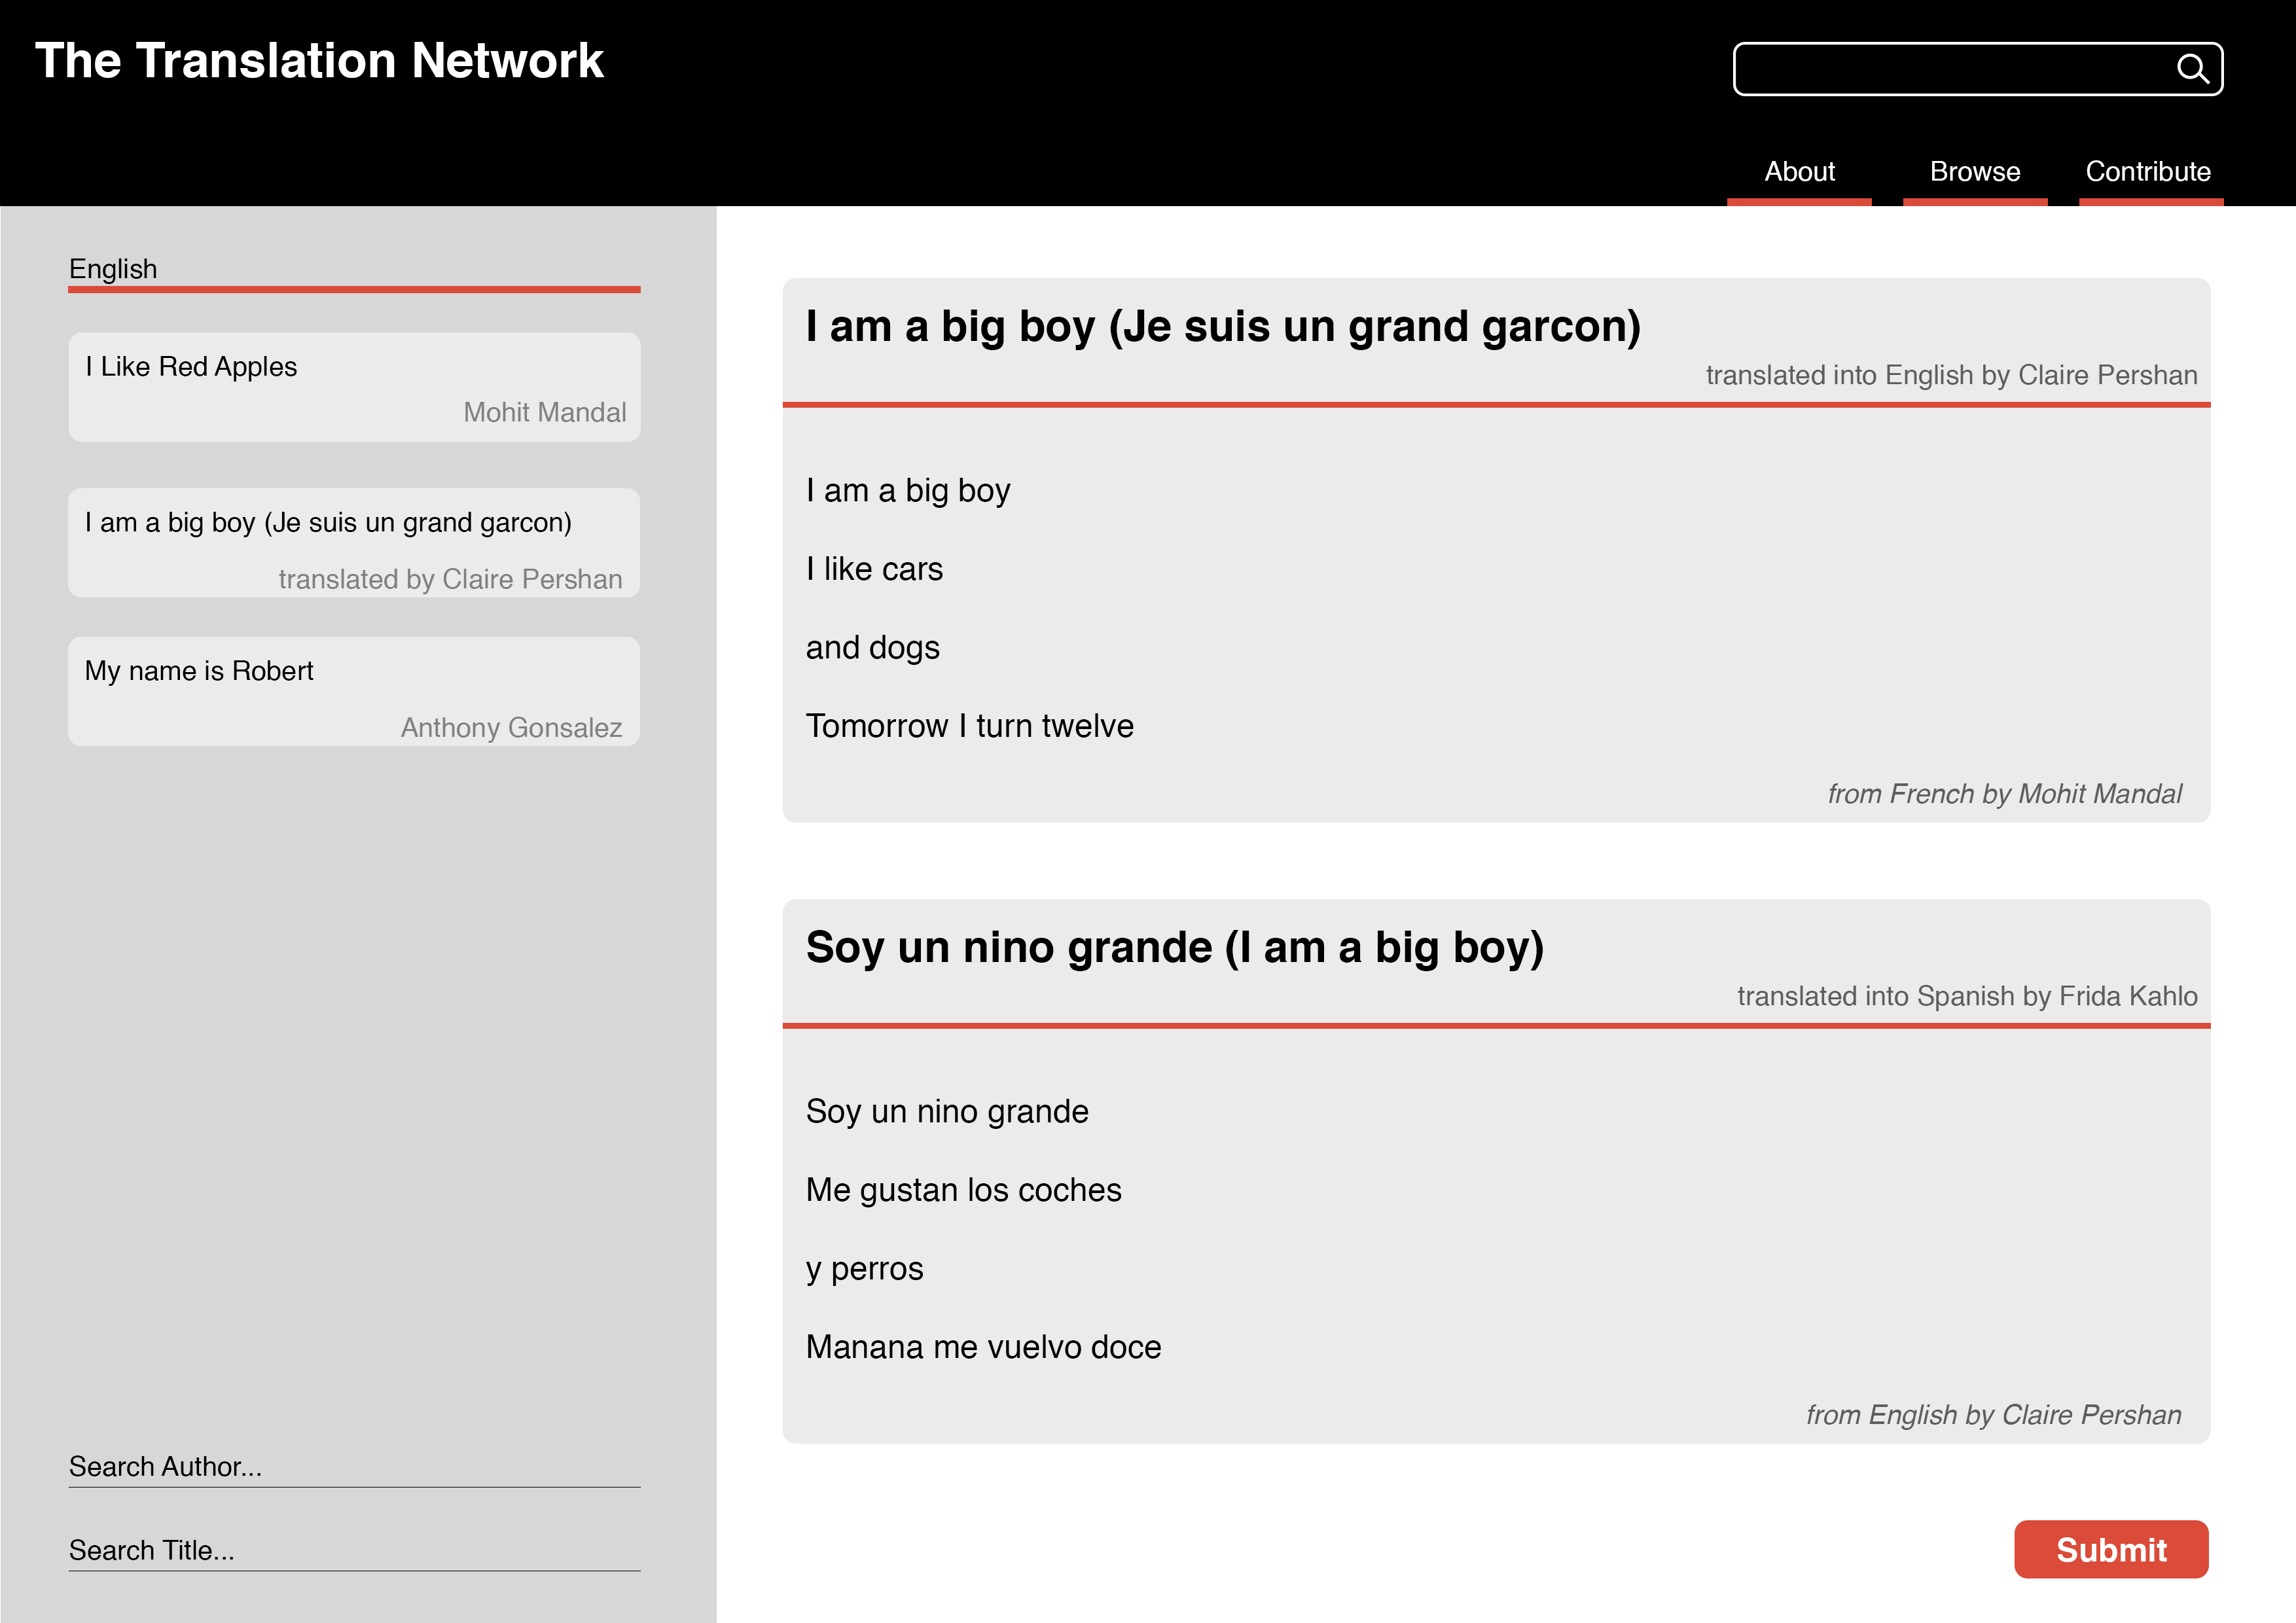 The Translation Network
About
Browse
Contribute
English
I Like Red Apples
Mohit Mandal
I am a big boy (Je suis un grand garcon)
translated by Claire Pershan
My name is Robert
Anthony Gonsalez
Search Author...
Search Title...
I am a big boy (Je suis un grand garcon)
translated into English by Claire Pershan
I am a big boy
I like cars
and dogs
Tomorrow I turn twelve
from French by Mohit Mandal
Soy un nino grande (I am a big boy)
translated into Spanish by Frida Kahlo
Soy un nino grande
Me gustan los coches
y perros
Manana me vuelvo doce
from English by Claire Pershan
Submit